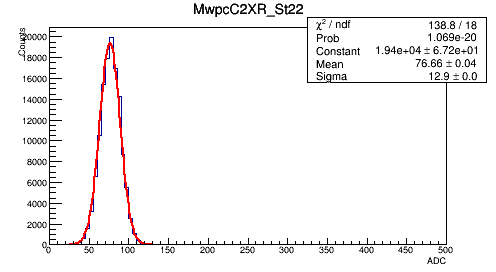 MwpcC2XR_St22
χ² / ndf 138.8 / 18
Prob 1.069e-20
Constant 1.94e+04 ± 6.72e+01
Mean 76.66 ± 0.04
Sigma 12.9 ± 0.0
Counts
20000
18000
16000
14000
12000
10000
8000
6000
4000
2000
0
0 50 100 150 200 250 300 350 400 450 500
ADC